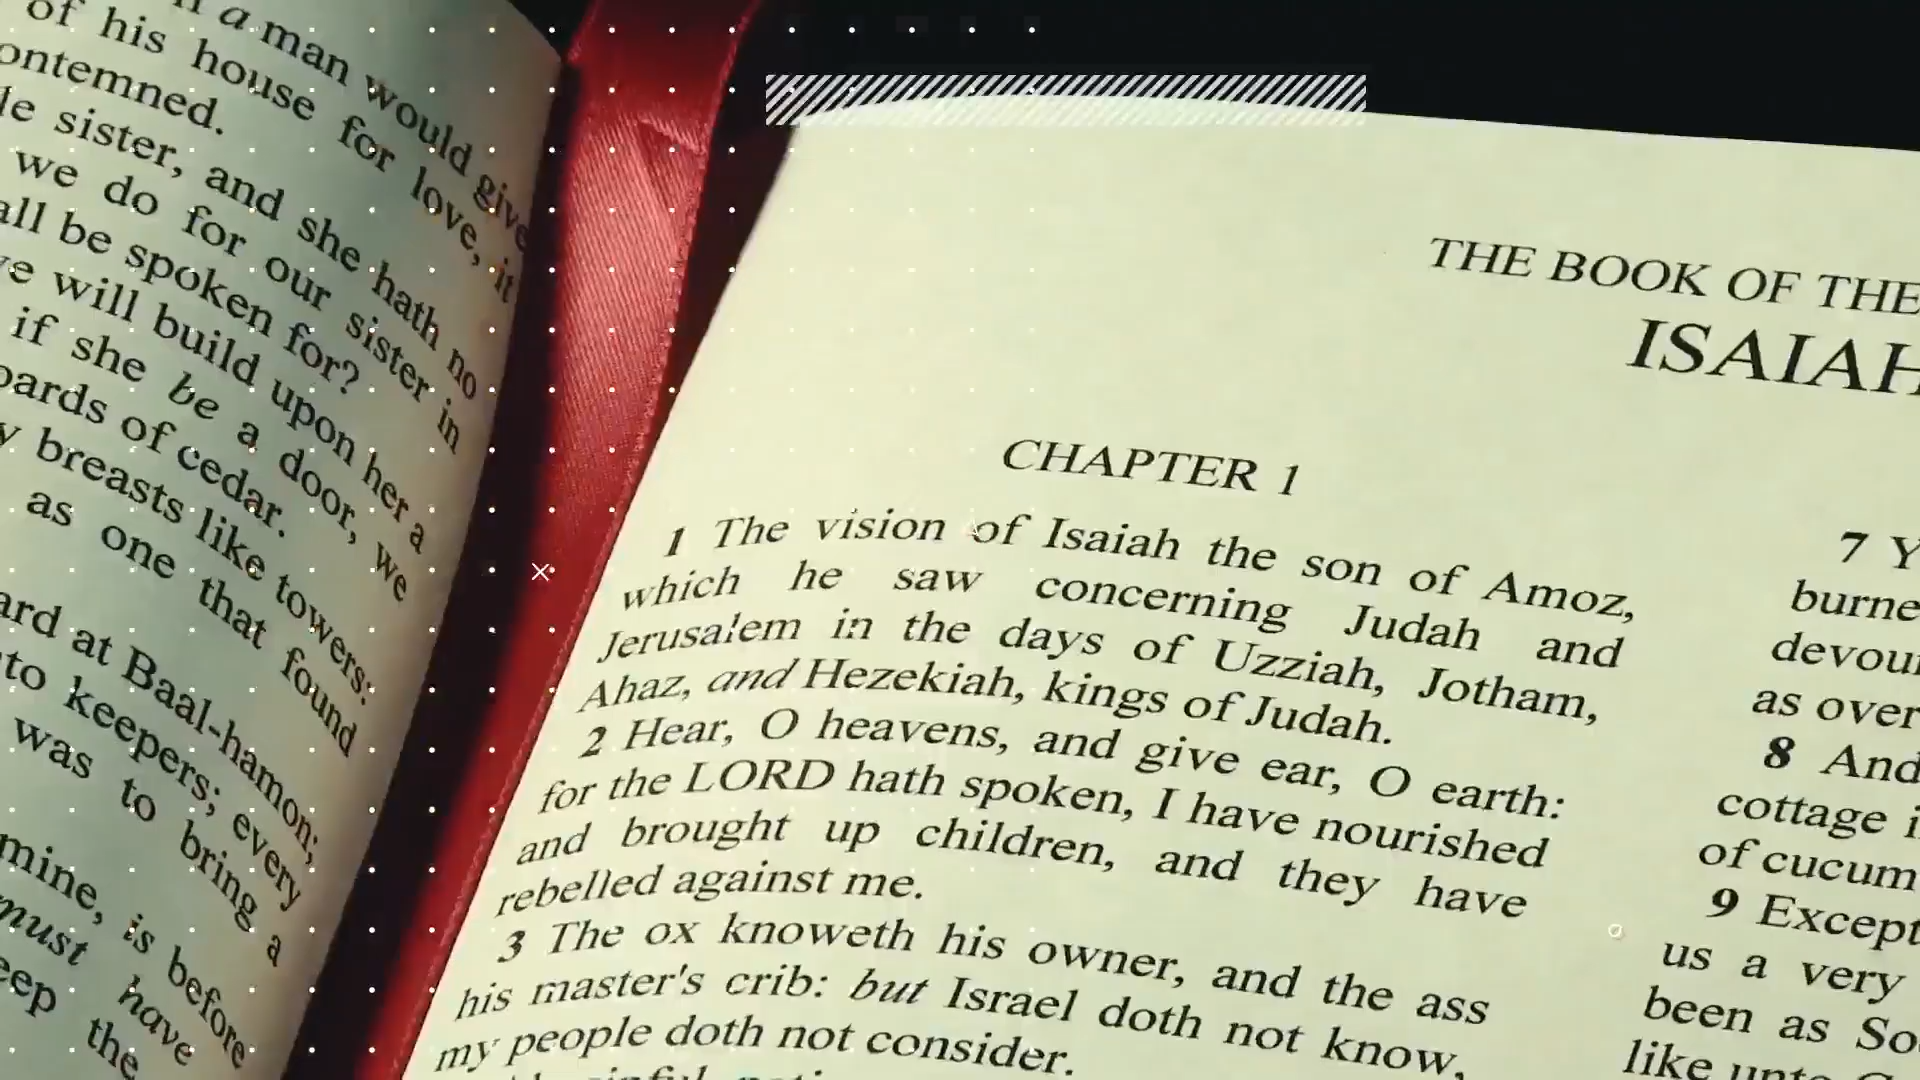 a man would give
of his house for love, it
contemned.
sister, and she hath no
we do for our sister in
be spoken for?
will build upon her a
if she be a door, we
of cedar.
breasts like towers:
as one that found
at Baal-hamon;
keepers; every
was to bring a
mine, is before
must have
the
THE BOOK OF THE
ISAIAH
CHAPTER 1
1 The vision of Isaiah the son of Amoz,
which he saw concerning Judah and
Jerusalem in the days of Uzziah, Jotham,
Ahaz, and Hezekiah, kings of Judah.
2 Hear, O heavens, and give ear, O earth:
for the LORD hath spoken, I have nourished
and brought up children, and they have
rebelled against me.
3 The ox knoweth his owner, and the ass
his master's crib: but Israel doth not know,
my people doth not consider.
7
burne
devour
as over
8 And
cottage i
of cucum
9 Except
us a very
been as So
like unto